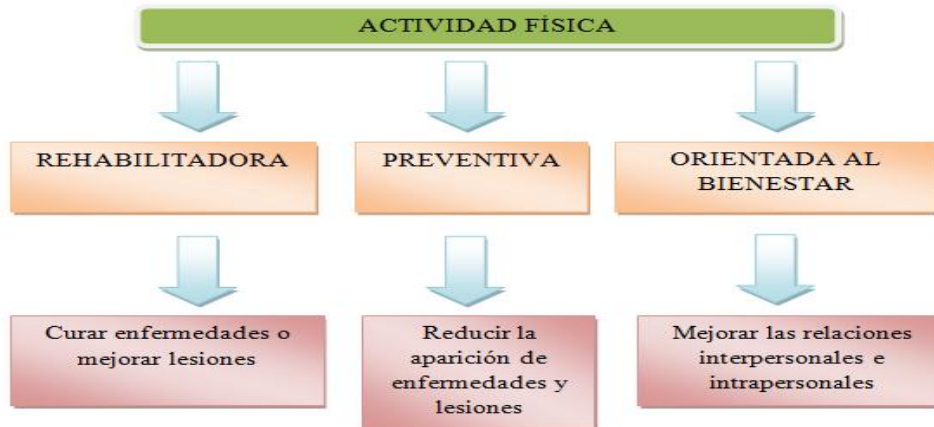 ACTIVIDAD FÍSICA
REHABILITADORA
PREVENTIVA
ORIENTADA AL
BIENESTAR
Curar enfermedades o
mejorar lesiones
Reducir la
aparición de
enfermedades y
lesiones
Mejorar las relaciones
interpersonales e
intrapersonales